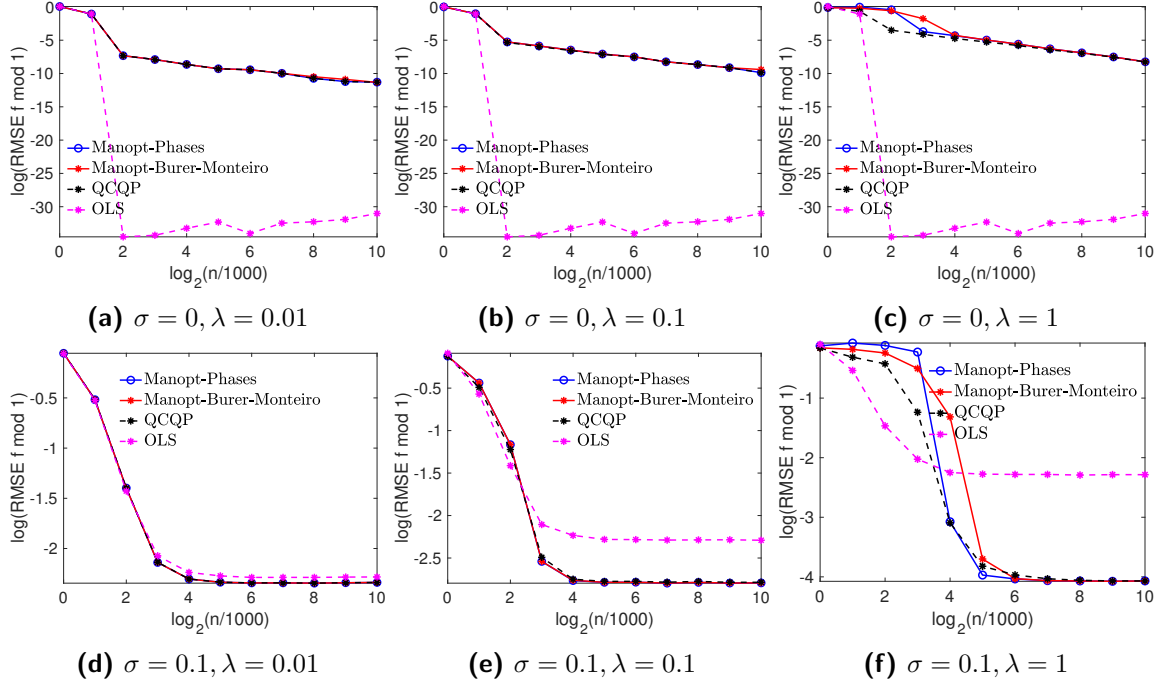 0
-5
-10
-15
-20
-25
-30
log(RMSE f mod 1)
Manopt-Phases
Manopt-Burer-Monteiro
QCQP
OLS
0 2 4 6 8 10
log₂(n/1000)
(a) σ = 0, λ = 0.01
0
-5
-10
-15
-20
-25
-30
log(RMSE f mod 1)
Manopt-Phases
Manopt-Burer-Monteiro
QCQP
OLS
0 2 4 6 8 10
log₂(n/1000)
(b) σ = 0, λ = 0.1
0
-5
-10
-15
-20
-25
-30
log(RMSE f mod 1)
Manopt-Phases
Manopt-Burer-Monteiro
QCQP
OLS
0 2 4 6 8 10
log₂(n/1000)
(c) σ = 0, λ = 1
-0.5
-1
-1.5
-2
log(RMSE f mod 1)
Manopt-Phases
Manopt-Burer-Monteiro
QCQP
OLS
0 2 4 6 8 10
log₂(n/1000)
(d) σ = 0.1, λ = 0.01
-0.5
-1
-1.5
-2
-2.5
log(RMSE f mod 1)
Manopt-Phases
Manopt-Burer-Monteiro
QCQP
OLS
0 2 4 6 8 10
log₂(n/1000)
(e) σ = 0.1, λ = 0.1
-1
-2
-3
-4
log(RMSE f mod 1)
Manopt-Phases
Manopt-Burer-Monteiro
QCQP
OLS
0 2 4 6 8 10
log₂(n/1000)
(f) σ = 0.1, λ = 1